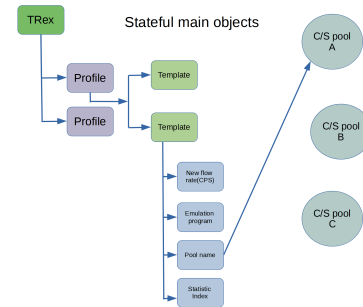 TRex
Stateful main objects
C/S pool
A
Profile
Template
Profile
Template
C/S pool
B
New flow
rate(CPS)
Emulation
program
C/S pool
C
Pool name
Statistic
Index